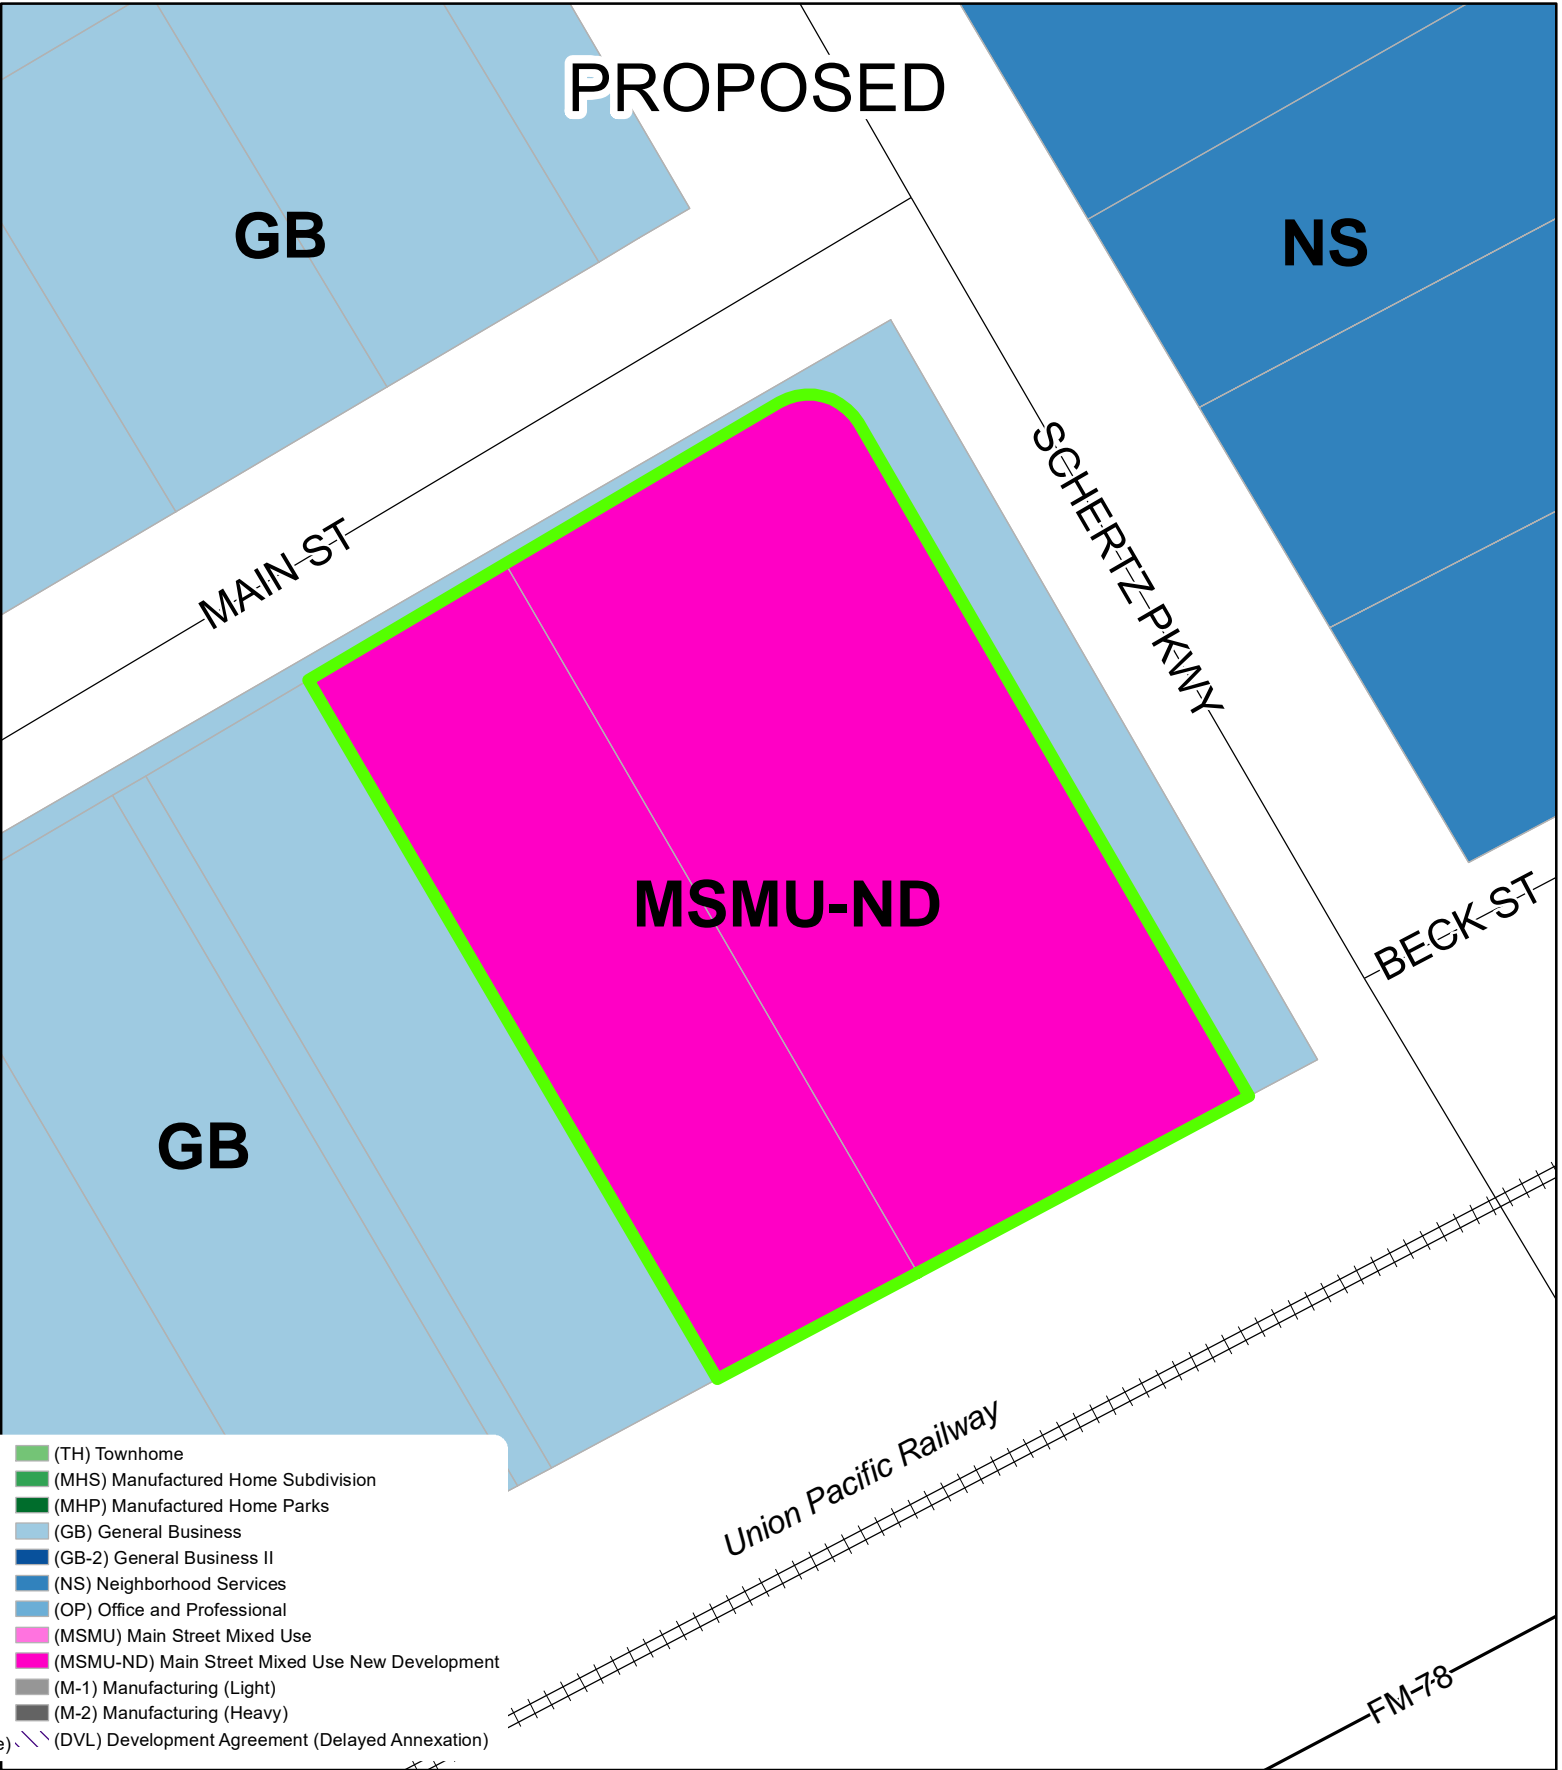 PROPOSED
GB
NS
MAIN ST
SCHERTZ PKWY
MSMU-ND
BECK ST
GB
Union Pacific Railway
FM-78
(TH) Townhome
(MHS) Manufactured Home Subdivision
(MHP) Manufactured Home Parks
(GB) General Business
(GB-2) General Business II
(NS) Neighborhood Services
(OP) Office and Professional
(MSMU) Main Street Mixed Use
(MSMU-ND) Main Street Mixed Use New Development
(M-1) Manufacturing (Light)
(M-2) Manufacturing (Heavy)
e) (DVL) Development Agreement (Delayed Annexation)